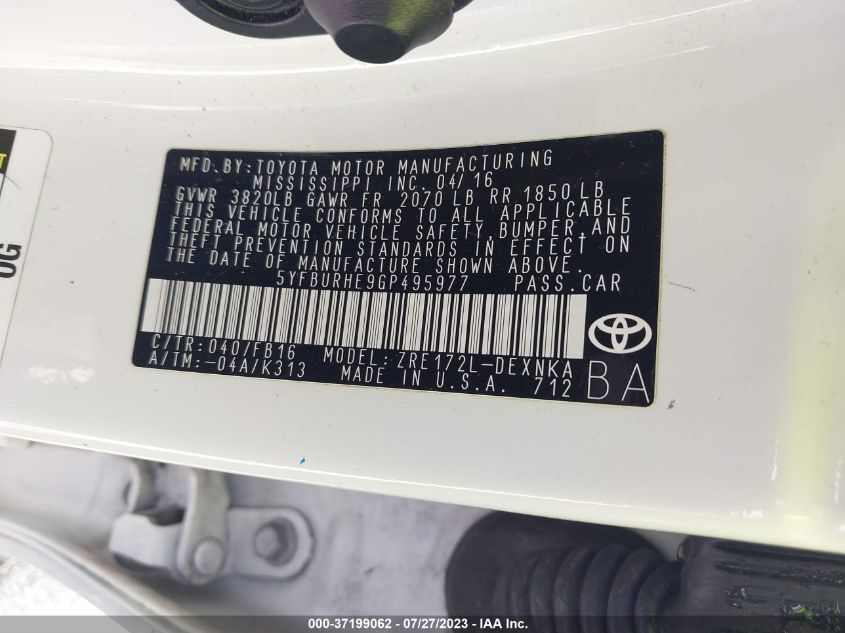 MFD. BY: TOYOTA MOTOR MANUFACTURING
MISSISSIPPI INC. 04/16
GVWR 3820LB GAWR FR 2070 LB RR 1850 LB
THIS VEHICLE CONFORMS TO ALL APPLICABLE
FEDERAL MOTOR VEHICLE SAFETY, BUMPER, AND
THEFT PREVENTION STANDARDS IN EFFECT ON
THE DATE OF MANUFACTURE SHOWN ABOVE.
5YFBURHE9GP495977 PASS.CAR
C/TR: 040/FB16 MODEL: ZRE172L-DEXNKA
A/TM: -04A/K313 MADE IN U.S.A. 712
BA
OG
000-37199062 / 07/27/2023 / IAA Inc.